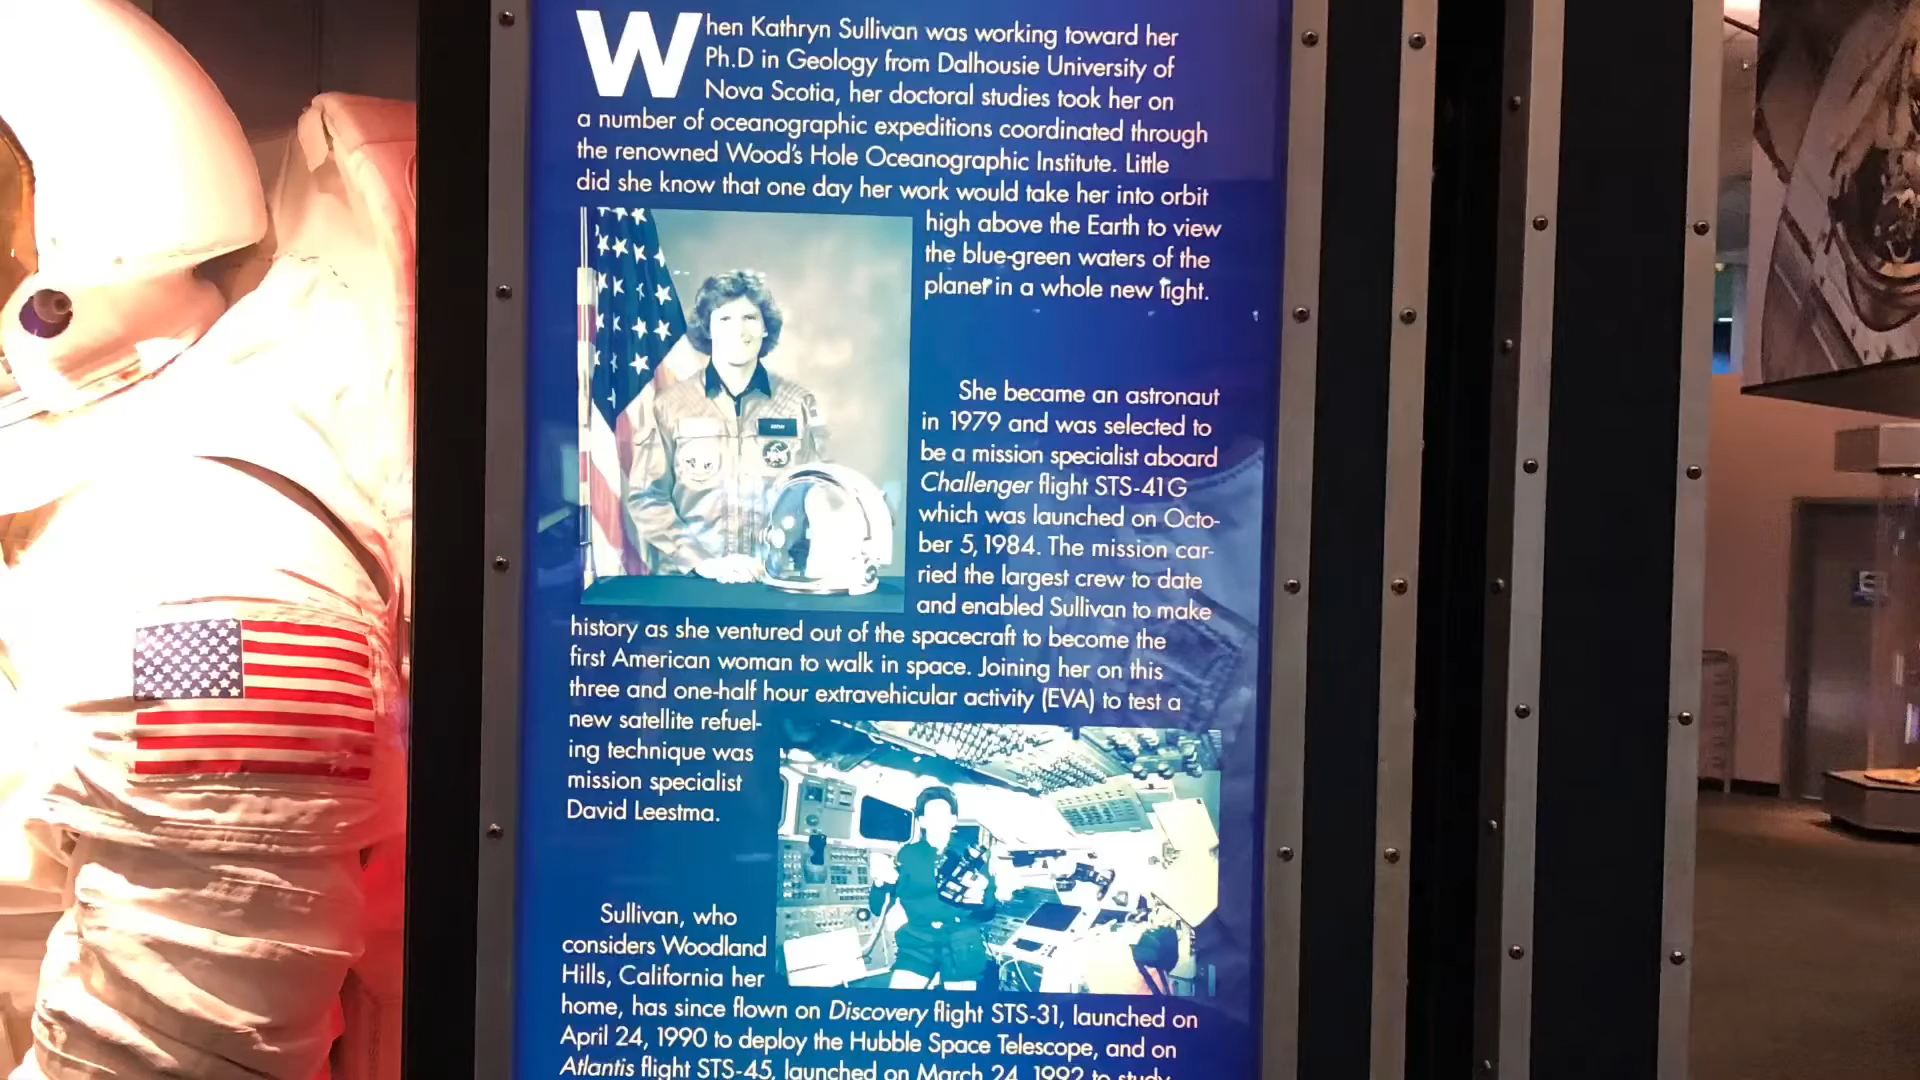 When Kathryn Sullivan was working toward her
Ph.D in Geology from Dalhousie University of
Nova Scotia, her doctoral studies took her on
a number of oceanographic expeditions coordinated through
the renowned Wood's Hole Oceanographic Institute. Little
did she know that one day her work would take her into orbit
high above the Earth to view
the blue-green waters of the
planet in a whole new light.
She became an astronaut
in 1979 and was selected to
be a mission specialist aboard
Challenger flight STS-41G
which was launched on Octo-
ber 5, 1984. The mission car-
ried the largest crew to date
and enabled Sullivan to make
history as she ventured out of the spacecraft to become the
first American woman to walk in space. Joining her on this
three and one-half hour extravehicular activity (EVA) to test a
new satellite refuel-
ing technique was
mission specialist
David Leestma.
Sullivan, who
considers Woodland
Hills, California her
home, has since flown on Discovery flight STS-31, launched on
April 24, 1990 to deploy the Hubble Space Telescope, and on
Atlantis flight STS-45, launched on March 24, 1992 to study